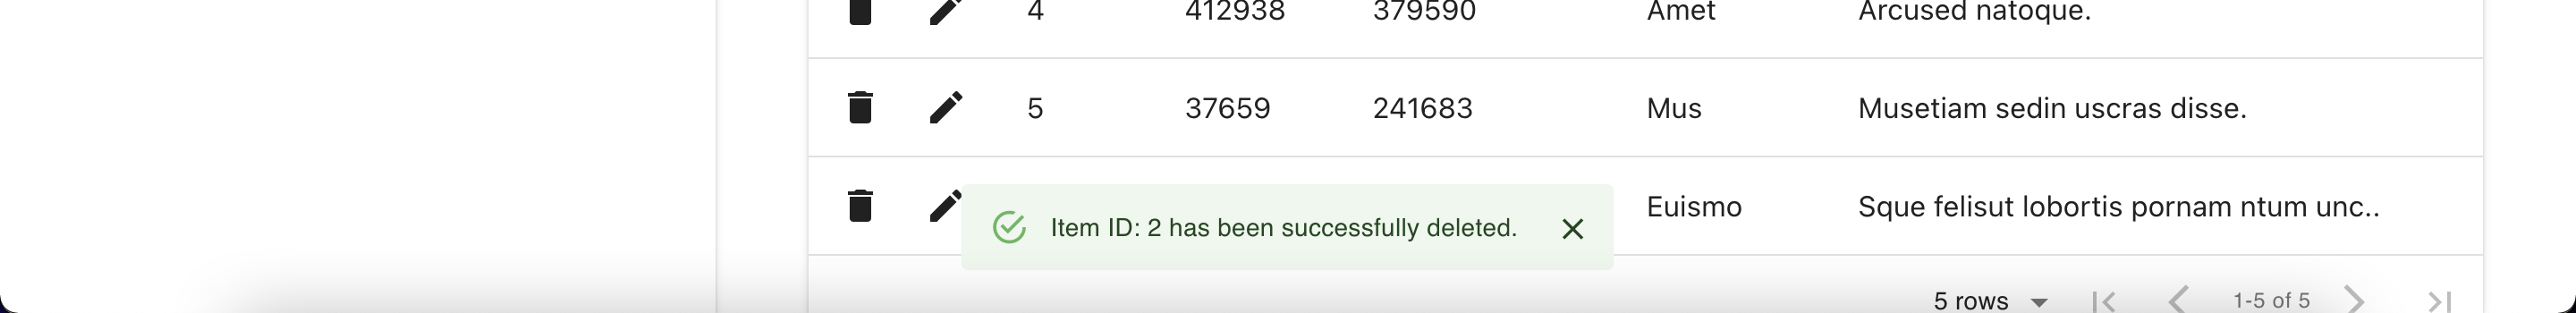 4 412938 379590 Amet Arcused natoque.
5 37659 241683 Mus Musetiam sedin uscras disse.
Euismo Sque felisut lobortis pornam ntum unc..
Item ID: 2 has been successfully deleted.
5 rows 1-5 of 5